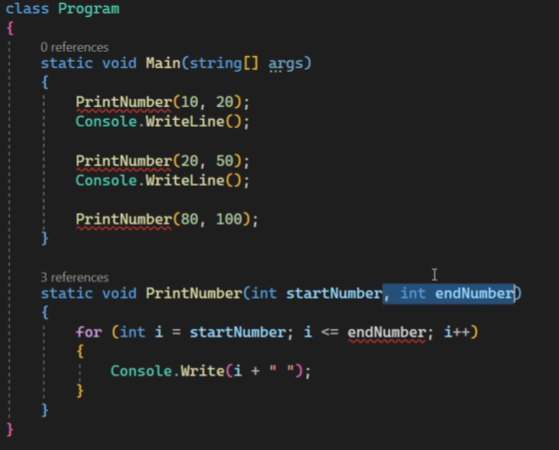 class Program
{
0 references
static void Main(string[] args)
{
PrintNumber(10, 20);
Console.WriteLine();
PrintNumber(20, 50);
Console.WriteLine();
PrintNumber(80, 100);
}
3 references
static void PrintNumber(int startNumber, int endNumber)
{
for (int i = startNumber; i <= endNumber; i++)
{
Console.Write(i + " ");
}
}
}